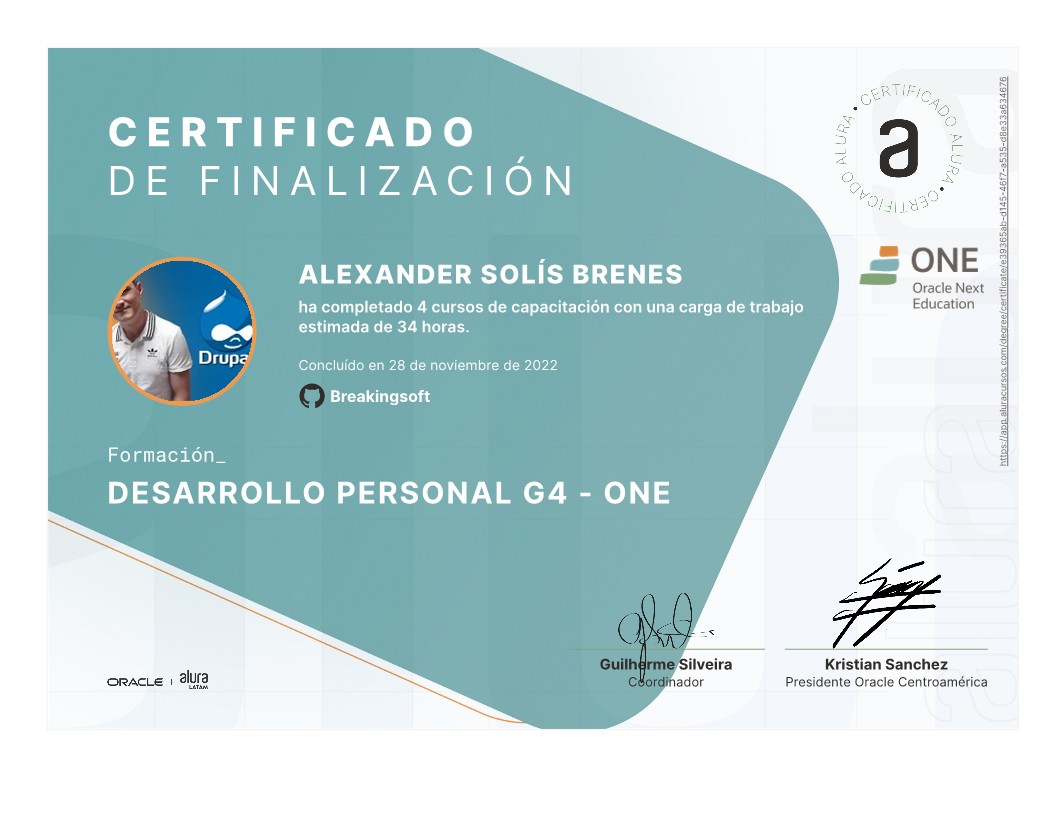 CERTIFICADO
DE FINALIZACIÓN
CERTIFICADO ALURA • CERTIFICADO ALURA •
a
ONE
Oracle Next
Education
https://app.aluracursos.com/degree/certificate/e39365ab-d145-46f7-a535-d8e33a634676
ALEXANDER SOLÍS BRENES
ha completado 4 cursos de capacitación con una carga de trabajo
estimada de 34 horas.
Concluído en 28 de noviembre de 2022
Breakingsoft
Drupa
Formación_
DESARROLLO PERSONAL G4 - ONE
Guilherme Silveira
Coordinador
Kristian Sanchez
Presidente Oracle Centroamérica
ORACLE | alura
LATAM
alura